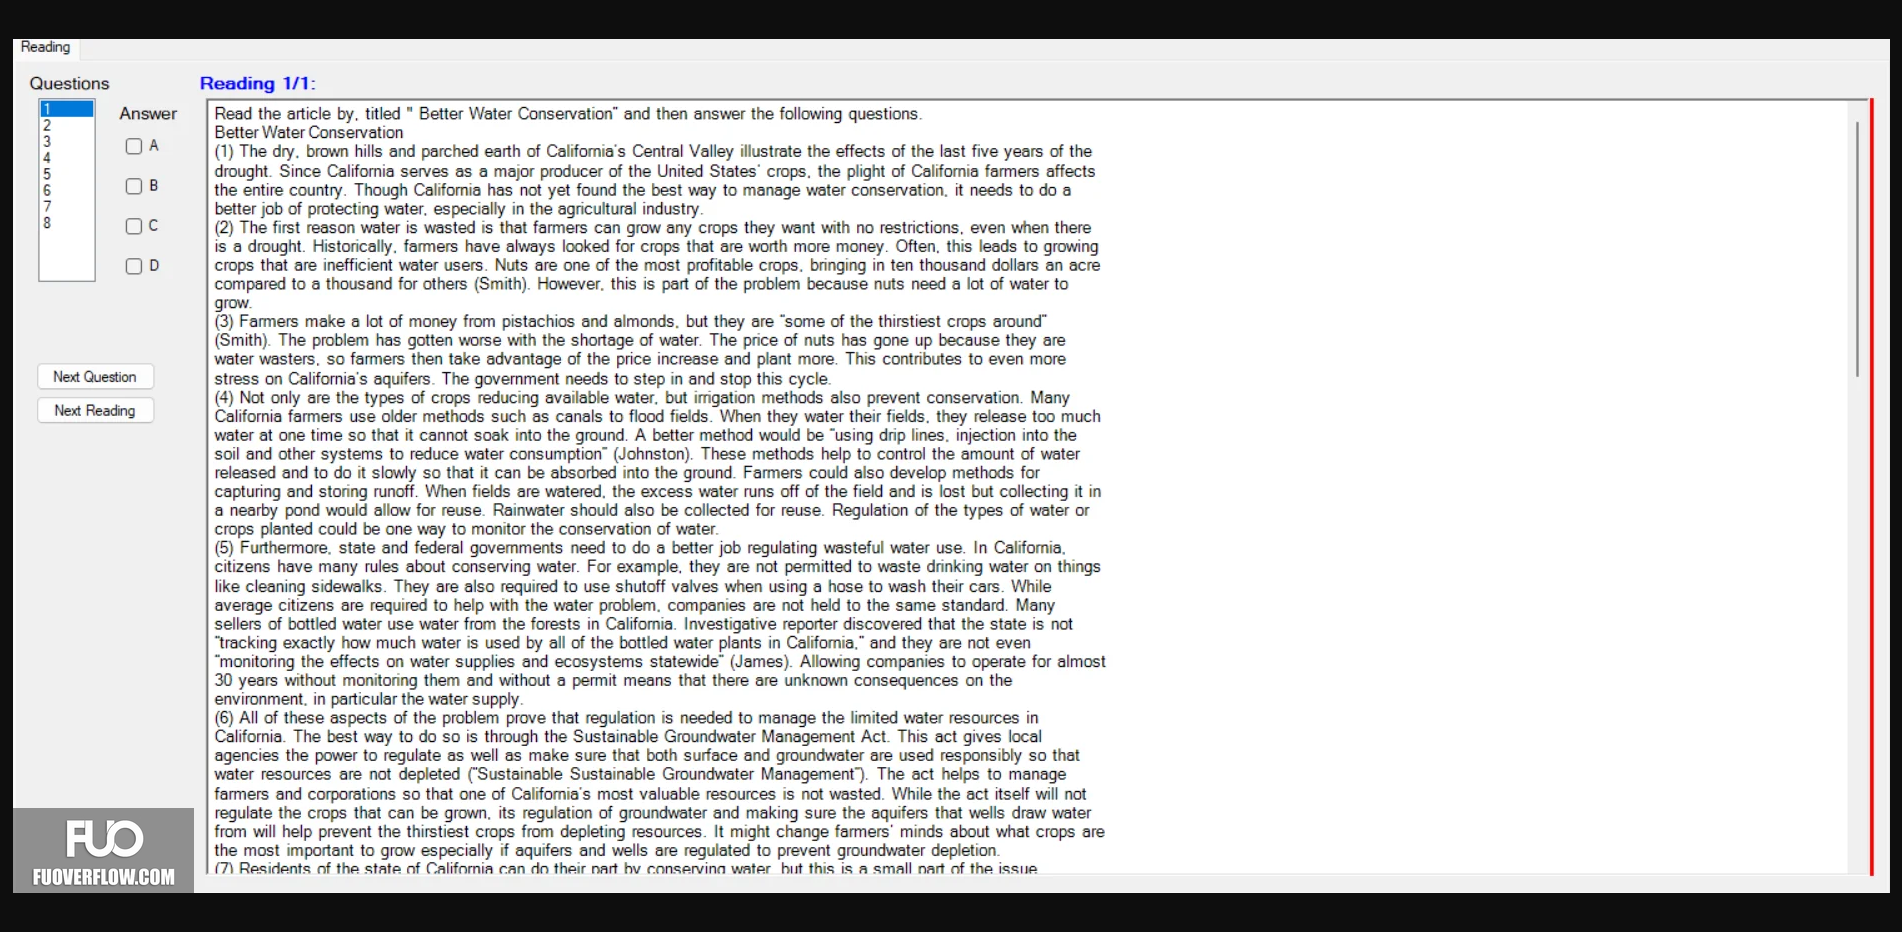 Reading
Questions
Reading 1/1:
1
2
3
4
5
6
7
8
Answer
A
B
C
D
Next Question
Next Reading
Read the article by, titled " Better Water Conservation" and then answer the following questions.
Better Water Conservation
(1) The dry, brown hills and parched earth of California's Central Valley illustrate the effects of the last five years of the
drought. Since California serves as a major producer of the United States' crops, the plight of California farmers affects
the entire country. Though California has not yet found the best way to manage water conservation, it needs to do a
better job of protecting water, especially in the agricultural industry.
(2) The first reason water is wasted is that farmers can grow any crops they want with no restrictions, even when there
is a drought. Historically, farmers have always looked for crops that are worth more money. Often, this leads to growing
crops that are inefficient water users. Nuts are one of the most profitable crops, bringing in ten thousand dollars an acre
compared to a thousand for others (Smith). However, this is part of the problem because nuts need a lot of water to
grow.
(3) Farmers make a lot of money from pistachios and almonds, but they are "some of the thirstiest crops around"
(Smith). The problem has gotten worse with the shortage of water. The price of nuts has gone up because they are
water wasters, so farmers then take advantage of the price increase and plant more. This contributes to even more
stress on California's aquifers. The government needs to step in and stop this cycle.
(4) Not only are the types of crops reducing available water, but irrigation methods also prevent conservation. Many
California farmers use older methods such as canals to flood fields. When they water their fields, they release too much
water at one time so that it cannot soak into the ground. A better method would be "using drip lines, injection into the
soil and other systems to reduce water consumption" (Johnston). These methods help to control the amount of water
released and to do it slowly so that it can be absorbed into the ground. Farmers could also develop methods for
capturing and storing runoff. When fields are watered, the excess water runs off of the field and is lost but collecting it in
a nearby pond would allow for reuse. Rainwater should also be collected for reuse. Regulation of the types of water or
crops planted could be one way to monitor the conservation of water.
(5) Furthermore, state and federal governments need to do a better job regulating wasteful water use. In California,
citizens have many rules about conserving water. For example, they are not permitted to waste drinking water on things
like cleaning sidewalks. They are also required to use shutoff valves when using a hose to wash their cars. While
average citizens are required to help with the water problem, companies are not held to the same standard. Many
sellers of bottled water use water from the forests in California. Investigative reporter discovered that the state is not
"tracking exactly how much water is used by all of the bottled water plants in California," and they are not even
"monitoring the effects on water supplies and ecosystems statewide" (James). Allowing companies to operate for almost
30 years without monitoring them and without a permit means that there are unknown consequences on the
environment, in particular the water supply.
(6) All of these aspects of the problem prove that regulation is needed to manage the limited water resources in
California. The best way to do so is through the Sustainable Groundwater Management Act. This act gives local
agencies the power to regulate as well as make sure that both surface and groundwater are used responsibly so that
water resources are not depleted ("Sustainable Sustainable Groundwater Management"). The act helps to manage
farmers and corporations so that one of California's most valuable resources is not wasted. While the act itself will not
regulate the crops that can be grown, its regulation of groundwater and making sure the aquifers that wells draw water
from will help prevent the thirstiest crops from depleting resources. It might change farmers' minds about what crops are
the most important to grow especially if aquifers and wells are regulated to prevent groundwater depletion.
(7) Residents of the state of California can do their part by conserving water, but this is a small part of the issue
FUO
FUOVERFLOW.COM